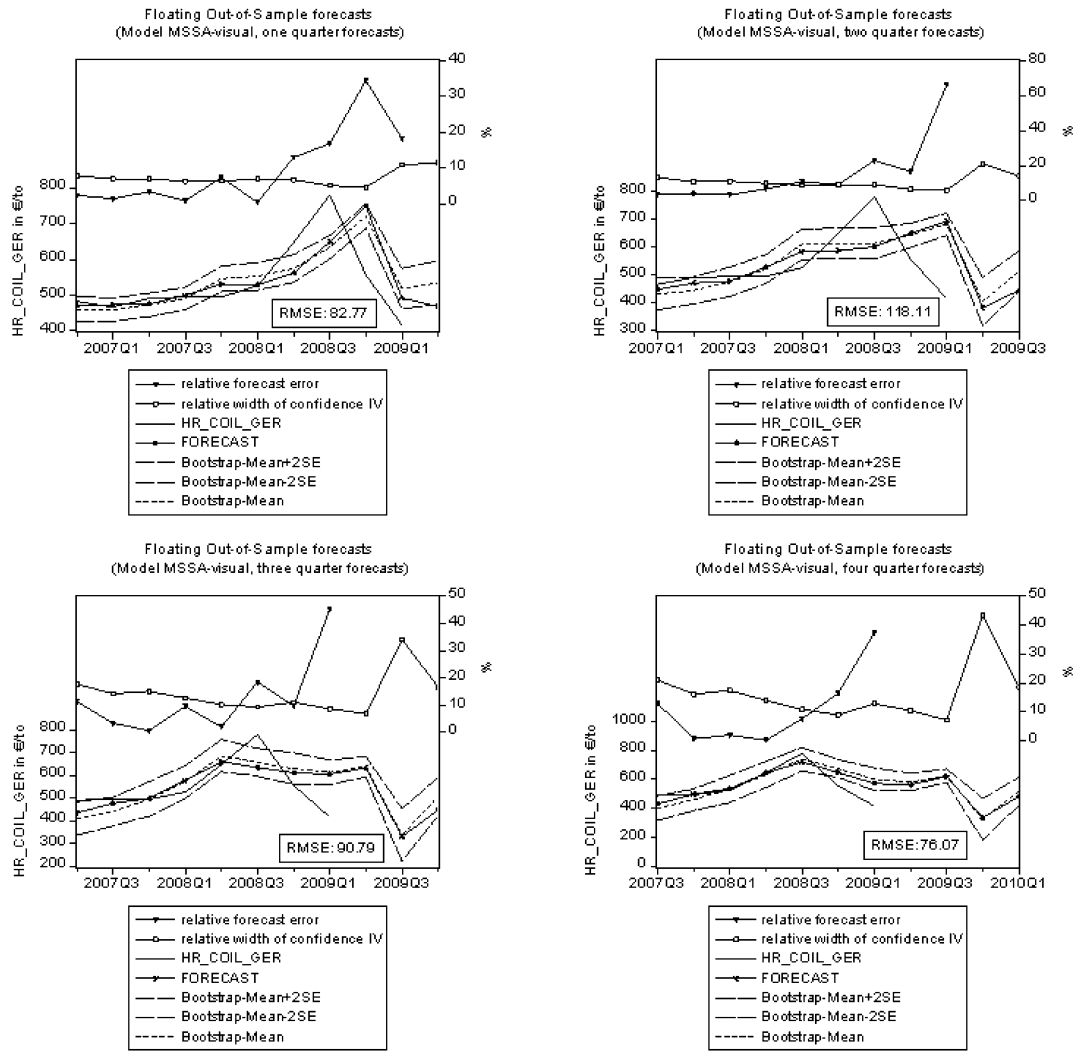 Floating Out-of-Sample forecasts
(Model MSSA-visual, one quarter forecasts)
40
30
20
10
0
%
800
700
600
500
400
HR_COIL_GER in €/to
RMSE: 82.77
2007Q1 2007Q3 2008Q1 2008Q3 2009Q1
relative forecast error
relative width of confidence IV
HR_COIL_GER
FORECAST
Bootstrap-Mean+2SE
Bootstrap-Mean-2SE
Bootstrap-Mean
Floating Out-of-Sample forecasts
(Model MSSA-visual, two quarter forecasts)
80
60
40
20
0
%
800
700
600
500
400
300
HR_COIL_GER in €/to
RMSE: 118.11
2007Q1 2007Q3 2008Q1 2008Q3 2009Q1 2009Q3
relative forecast error
relative width of confidence IV
HR_COIL_GER
FORECAST
Bootstrap-Mean+2SE
Bootstrap-Mean-2SE
Bootstrap-Mean
Floating Out-of-Sample forecasts
(Model MSSA-visual, three quarter forecasts)
50
40
30
20
10
0
%
800
700
600
500
400
300
200
HR_COIL_GER in €/to
RMSE: 90.79
2007Q3 2008Q1 2008Q3 2009Q1 2009Q3
relative forecast error
relative width of confidence IV
HR_COIL_GER
FORECAST
Bootstrap-Mean+2SE
Bootstrap-Mean-2SE
Bootstrap-Mean
Floating Out-of-Sample forecasts
(Model MSSA-visual, four quarter forecasts)
50
40
30
20
10
0
%
1000
800
600
400
200
0
HR_COIL_GER in €/to
RMSE: 76.07
2007Q3 2008Q1 2008Q3 2009Q1 2009Q3 2010Q1
relative forecast error
relative width of confidence IV
HR_COIL_GER
FORECAST
Bootstrap-Mean+2SE
Bootstrap-Mean-2SE
Bootstrap-Mean